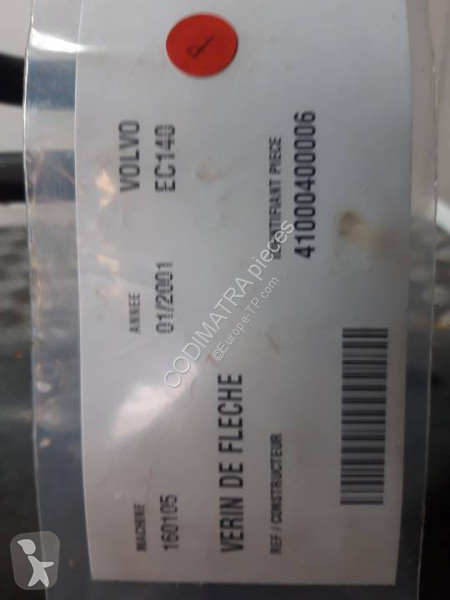 MACHINE ANNEE VOLVO
160105 01/2001 EC140
VERIN DE FLECHE
REF / CONSTRUCTEUR IDENTIFIANT PIECE
41000400006
CODIMATRA pièces
©Europe-TP.com